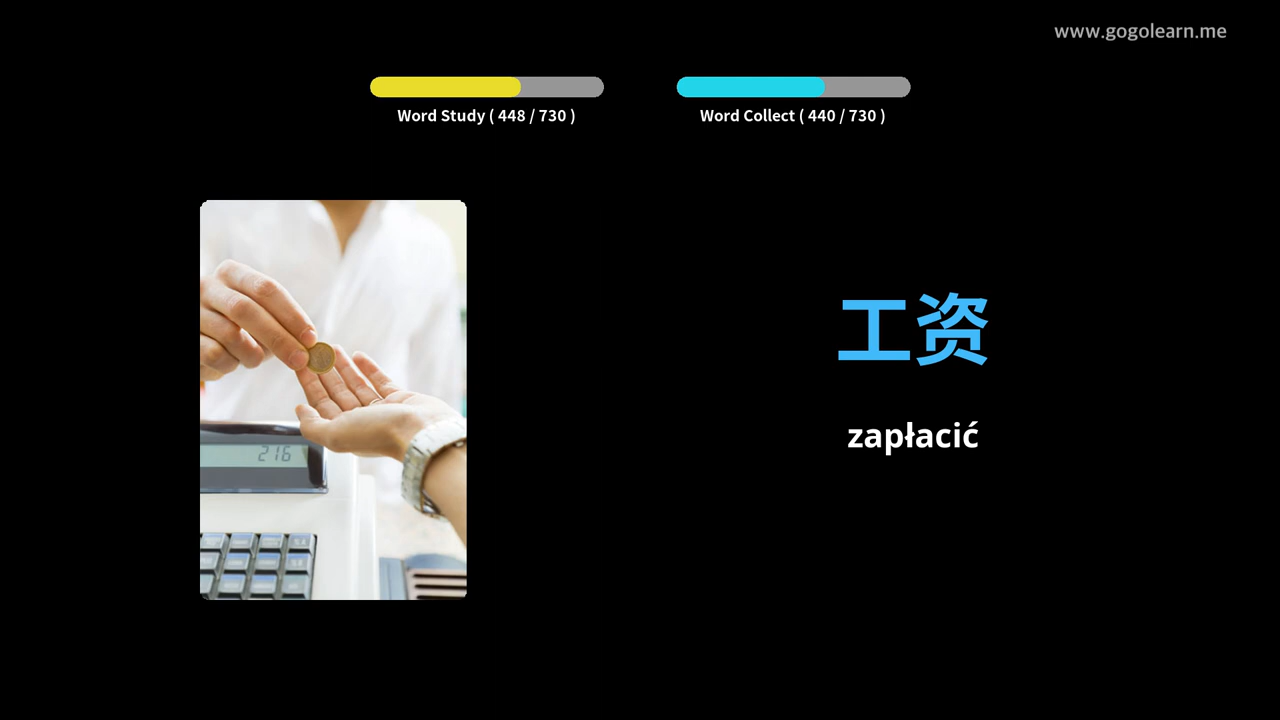 www.gogolearn.me
Word Study ( 448 / 730 )
Word Collect ( 440 / 730 )
工资
zapłacić
216